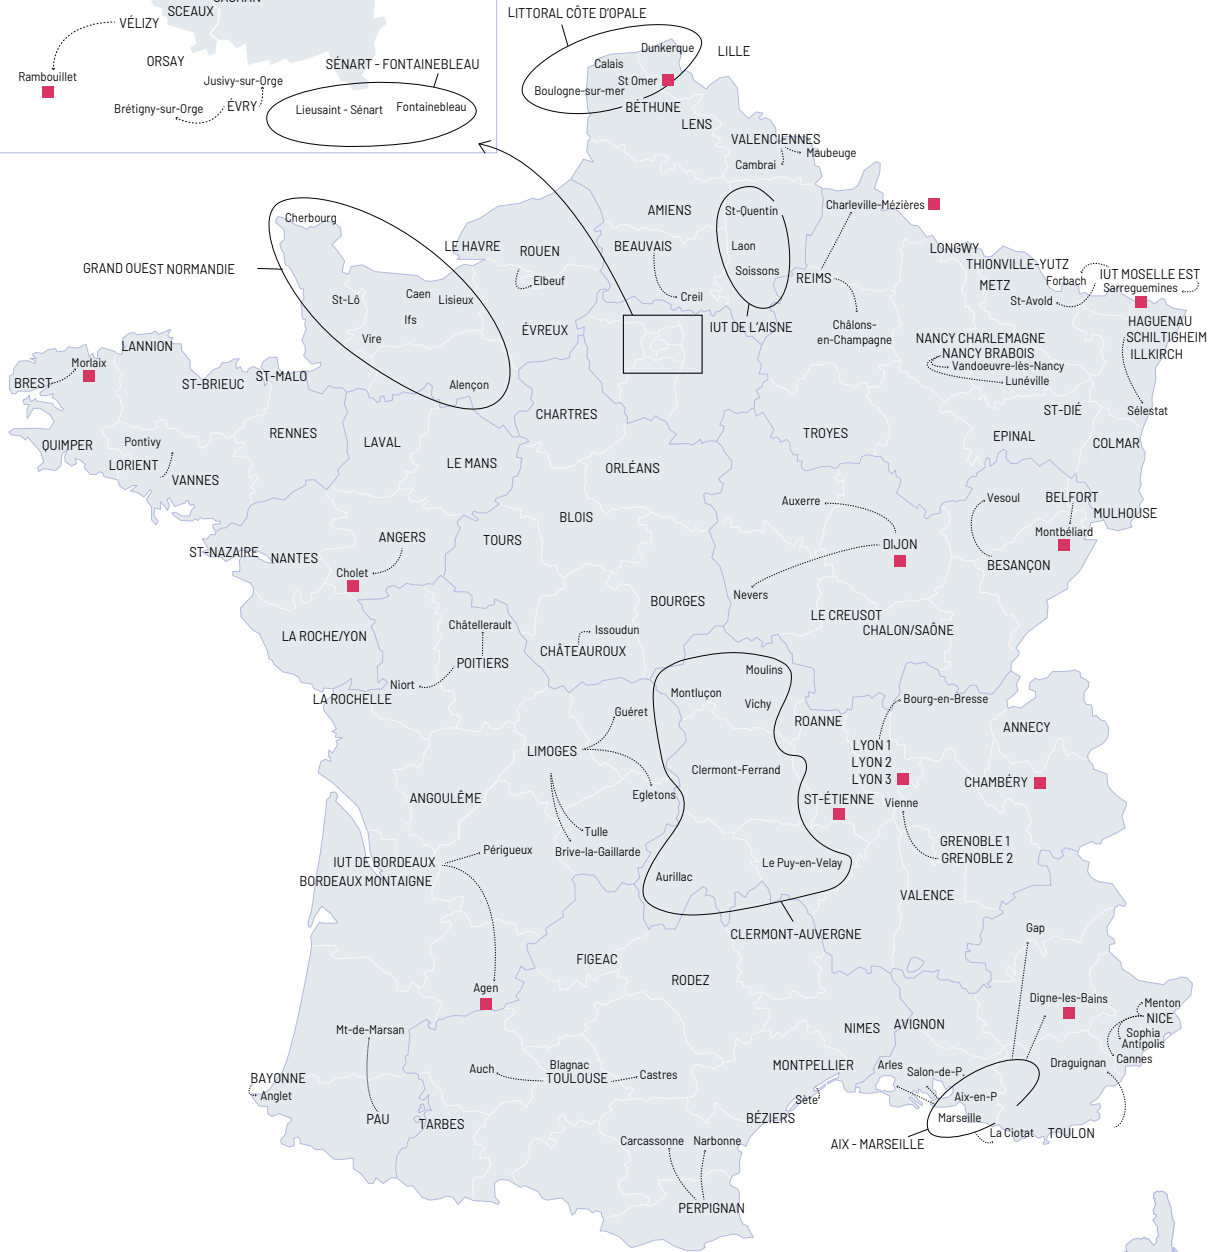 SCEAUX
VÉLIZY
ORSAY
Rambouillet
Jusivy-sur-Orge
SÉNART - FONTAINEBLEAU
Brétigny-sur-Orge
ÉVRY
Lieusaint - Sénart
Fontainebleau
LITTORAL CÔTE D'OPALE
Dunkerque
LILLE
Calais
St Omer
Boulogne-sur-mer
BÉTHUNE
LENS
VALENCIENNES
Maubeuge
Cambrai
AMIENS
St-Quentin
Charleville-Mézières
Cherbourg
LE HAVRE
ROUEN
BEAUVAIS
Laon
LONGWY
GRAND OUEST NORMANDIE
Elbeuf
Soissons
REIMS
THIONVILLE-YUTZ
IUT MOSELLE EST
METZ
Forbach
Sarreguemines
St-Lô
Caen
Lisieux
Creil
St-Avold
Ifs
ÉVREUX
IUT DE L'AISNE
Châlons-
en-Champagne
HAGUENAU
SCHILTIGHEIM
ILLKIRCH
Vire
NANCY CHARLEMAGNE
NANCY BRABOIS
Vandoeuvre-lès-Nancy
Lunéville
LANNION
Morlaix
BREST
ST-BRIEUC
ST-MALO
Alençon
CHARTRES
ST-DIÉ
Sélestat
QUIMPER
Pontivy
RENNES
LAVAL
TROYES
EPINAL
COLMAR
LORIENT
VANNES
LE MANS
ORLÉANS
Auxerre
Vesoul
BELFORT
MULHOUSE
BLOIS
Montbéliard
ST-NAZAIRE
NANTES
ANGERS
TOURS
DIJON
BESANÇON
Cholet
Nevers
BOURGES
LE CREUSOT
CHALON/SAÔNE
LA ROCHE/YON
Châtellerault
Issoudun
CHÂTEAUROUX
POITIERS
Niort
LA ROCHELLE
Moulins
Montluçon
Vichy
Bourg-en-Bresse
Guéret
ROANNE
ANNECY
LIMOGES
LYON 1
LYON 2
LYON 3
Clermont-Ferrand
CHAMBÉRY
ANGOULÊME
Egletons
ST-ÉTIENNE
Vienne
Tulle
Brive-la-Gaillarde
GRENOBLE 1
GRENOBLE 2
Périgueux
IUT DE BORDEAUX
BORDEAUX MONTAIGNE
Le Puy-en-Velay
Aurillac
VALENCE
CLERMONT-AUVERGNE
Gap
FIGEAC
RODEZ
Agen
Digne-les-Bains
Menton
NICE
Sophia
Antipolis
Cannes
Mt-de-Marsan
NIMES
AVIGNON
Draguignan
Auch
Blagnac
TOULOUSE
Castres
MONTPELLIER
Arles
Salon-de-P.
BAYONNE
Anglet
Sète
Aix-en-P
PAU
TARBES
BÉZIERS
Marseille
La Ciotat
TOULON
AIX - MARSEILLE
Carcassonne
Narbonne
PERPIGNAN